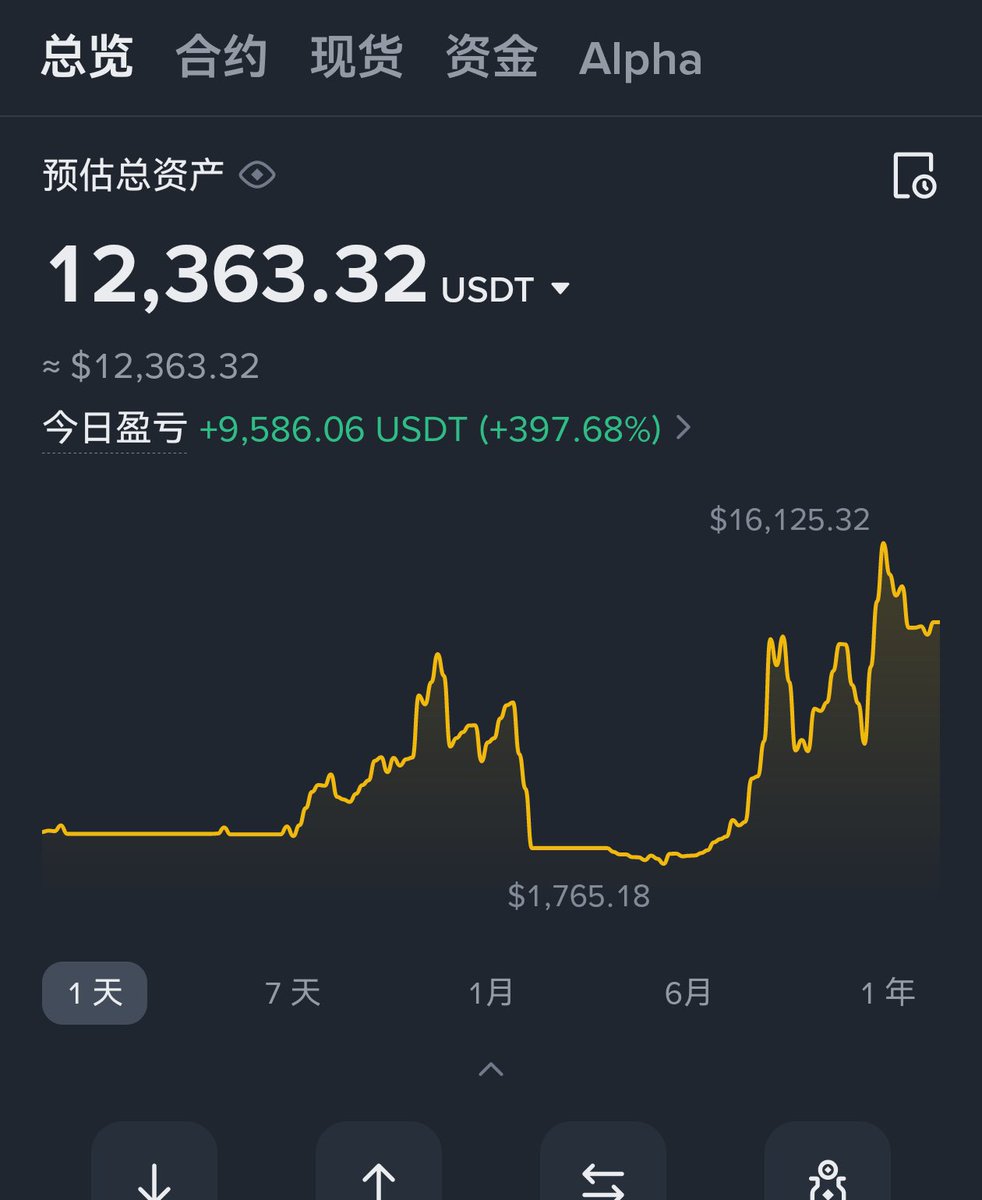 总览 合约 现货 资金 Alpha
预估总资产
12,363.32 USDT
≈ $12,363.32
今日盈亏 +9,586.06 USDT (+397.68%)
$16,125.32
$1,765.18
1 天 7 天 1月 6月 1 年